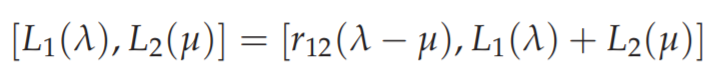 [L₁(λ), L₂(μ)] = [r₁₂(λ − μ), L₁(λ) + L₂(μ)]